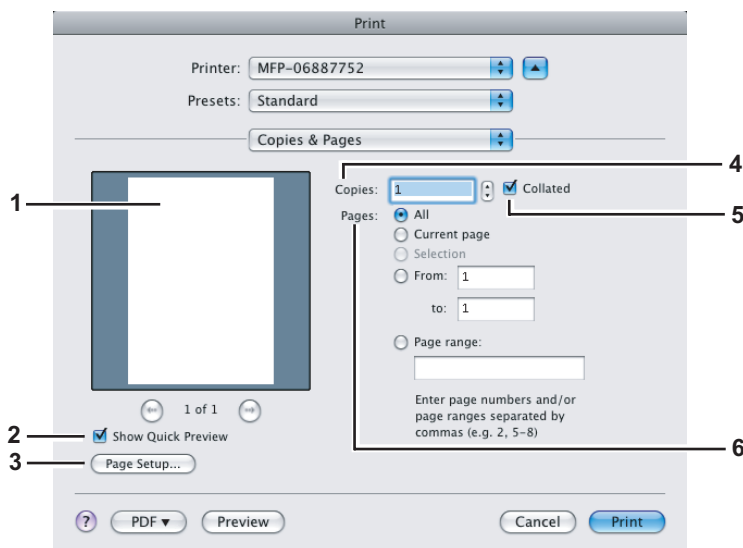 Print
Printer: MFP-06887752
Presets: Standard
Copies & Pages
4
Copies: 1 Collated
1
5
Pages: All
Current page
Selection
From: 1
to: 1
Page range:
1 of 1
Enter page numbers and/or
page ranges separated by
commas (e.g. 2, 5-8)
2
Show Quick Preview
6
3
Page Setup...
? PDF▼ Preview Cancel Print